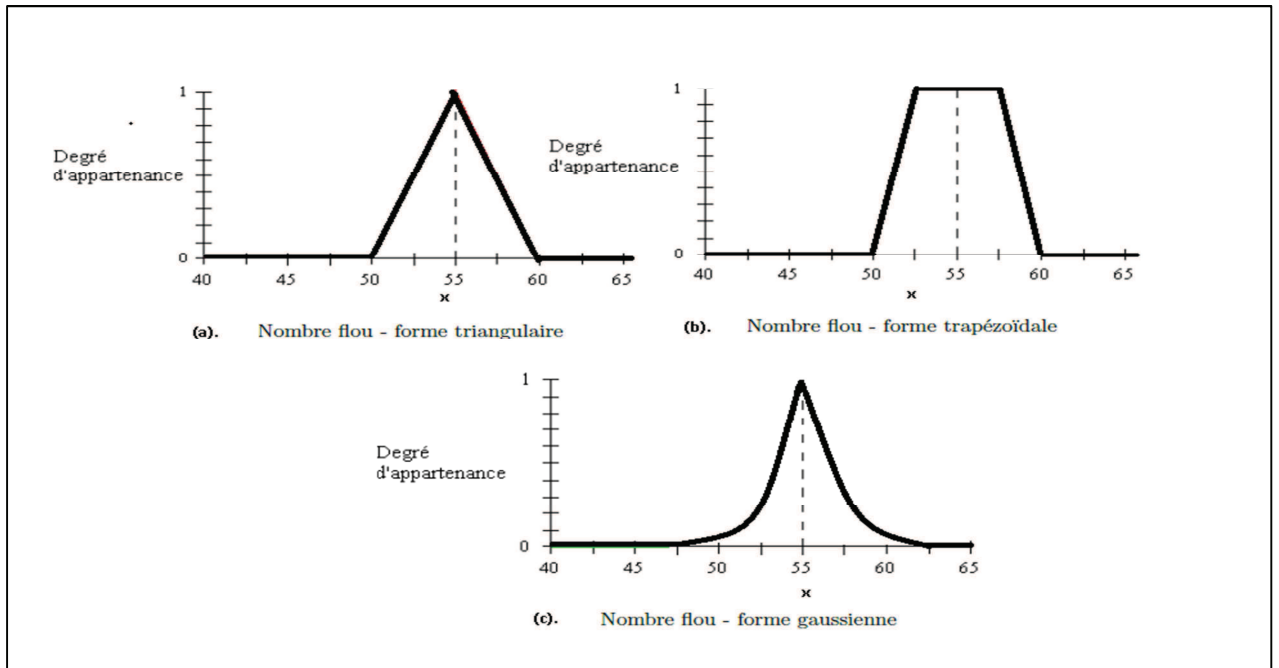 1
Degré
d'appartenance
0
40 45 50 55 60 65
x
(a). Nombre flou - forme triangulaire
1
Degré
d'appartenance
0
40 45 50 55 60 65
x
(b). Nombre flou - forme trapézoïdale
1
Degré
d'appartenance
0
40 45 50 55 60 65
x
(c). Nombre flou - forme gaussienne